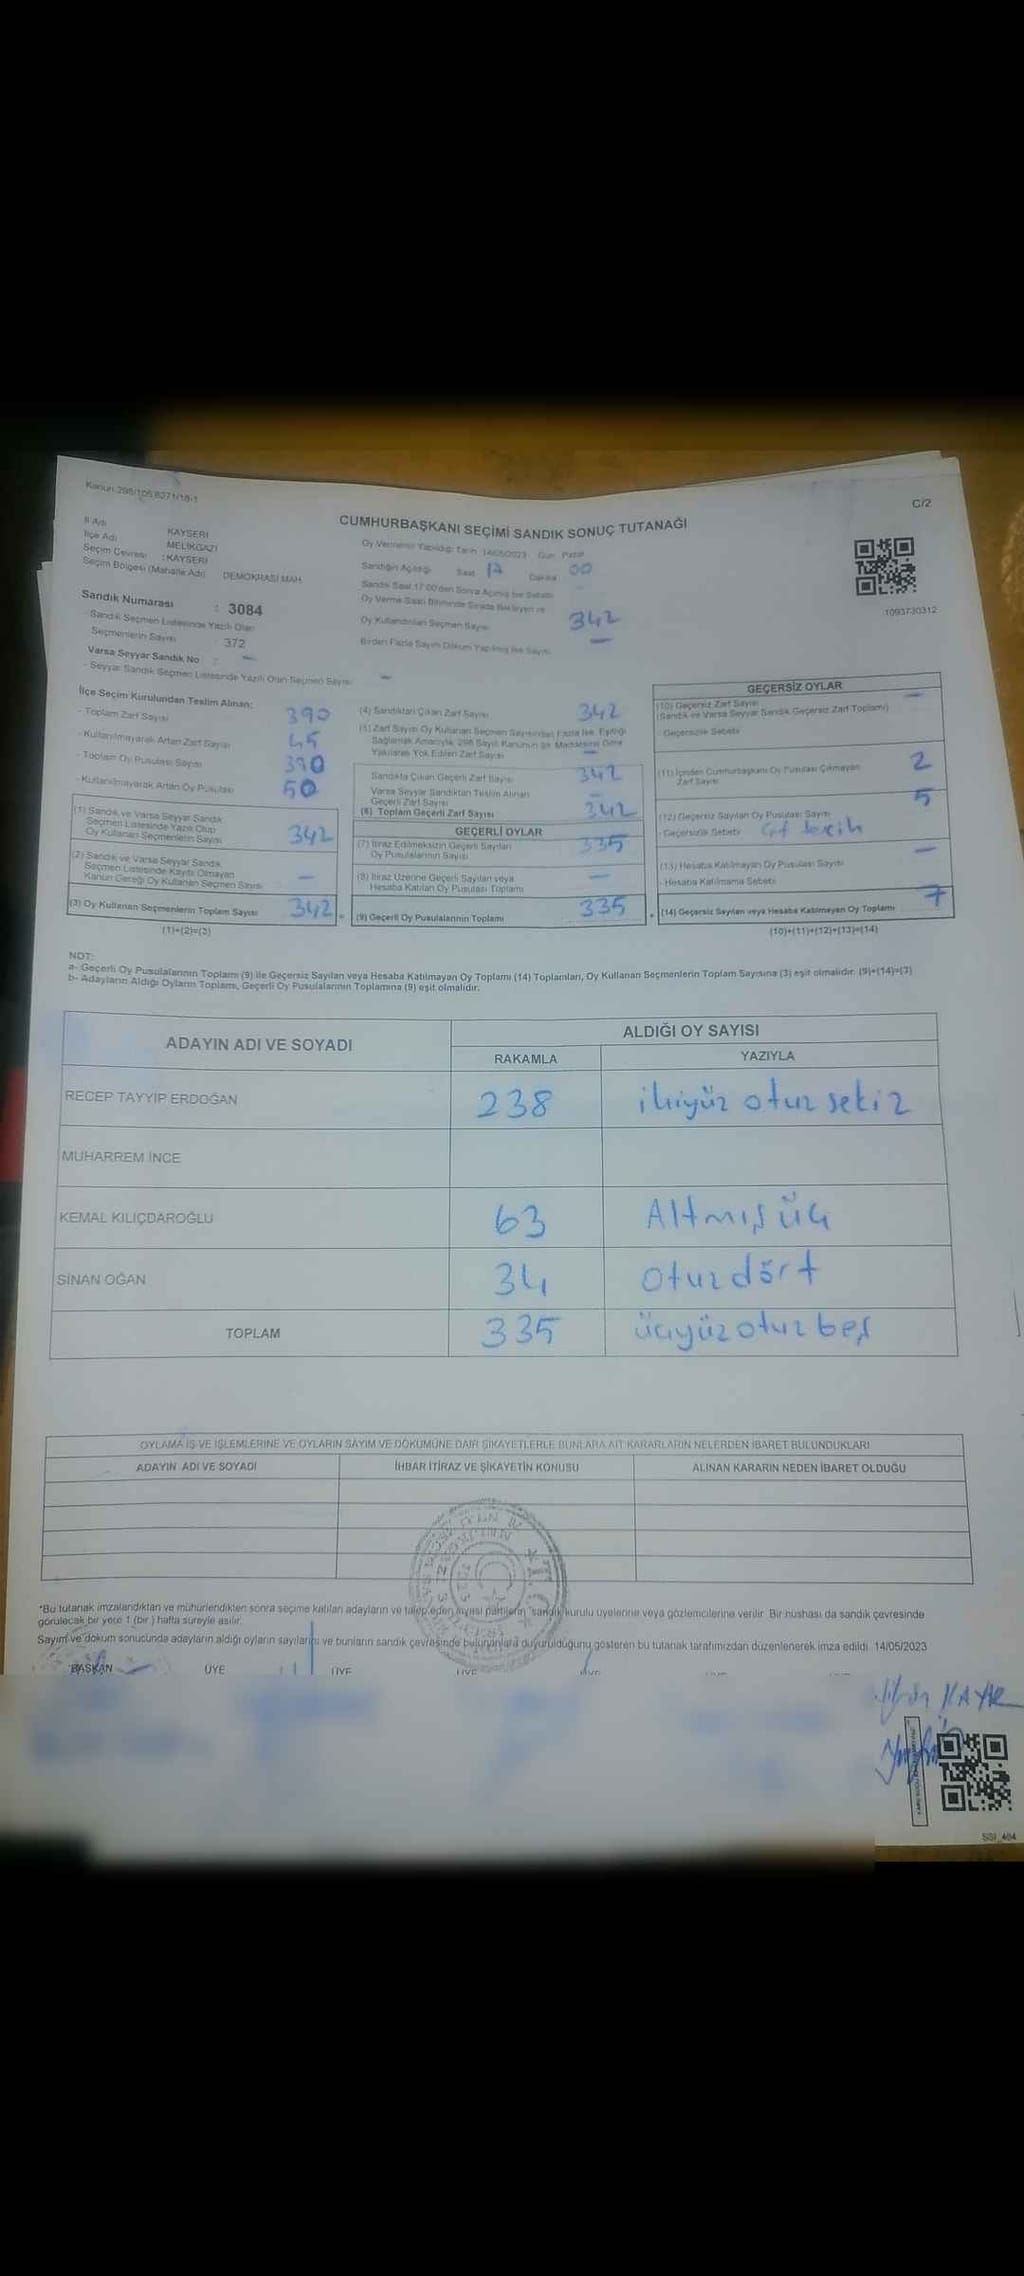 Kanun:298/105,6271/18-1
C/2
CUMHURBAŞKANI SEÇİMİ SANDIK SONUÇ TUTANAĞI
İl Adı KAYSERİ
İlçe Adı MELİKGAZİ
Seçim Çevresi : KAYSERİ
Seçim Bölgesi (Mahalle Adı) DEMOKRASİ MAH.
Oy Vermenin Yapıldığı Tarih 14/05/2023 Gün Pazar
Sandığın Açıldığı Saat 17 Dakika 00
Sandık Saat 17:00'den Sonra Açılmış İse Sebebi
Oy Verme Saati Bitiminde Sırada Bekleyen ve
Oy Kullandırılan Seçmen Sayısı 342
Birden Fazla Sayım Döküm Yapılmış İse Sayısı —
1093730312
Sandık Numarası : 3084
- Sandık Seçmen Listesinde Yazılı Olan
Seçmenlerin Sayısı 372
Varsa Seyyar Sandık No : —
- Seyyar Sandık Seçmen Listesinde Yazılı Olan Seçmen Sayısı —
İlçe Seçim Kurulundan Teslim Alınan;
- Toplam Zarf Sayısı 390
- Kullanılmayarak Artan Zarf Sayısı 45
- Toplam Oy Pusulası Sayısı 390
- Kullanılmayarak Artan Oy Pusulası 50
(1) Sandık ve Varsa Seyyar Sandık
Seçmen Listesinde Yazılı Olup
Oy Kullanan Seçmenlerin Sayısı 342
(2) Sandık ve Varsa Seyyar Sandık
Seçmen Listesinde Kayıtlı Olmayan
Kanun Gereği Oy Kullanan Seçmen Sayısı —
(3) Oy Kullanan Seçmenlerin Toplam Sayısı 342
(1)+(2)=(3)
(4) Sandıktan Çıkan Zarf Sayısı 342
(5) Zarf Sayısı Oy Kullanan Seçmen Sayısından Fazla İse, Eşitliği
Sağlamak Amacıyla, 298 Sayılı Kanunun 98. Maddesine Göre
Yakılarak Yok Edilen Zarf Sayısı —
Sandıkta Çıkan Geçerli Zarf Sayısı 342
Varsa Seyyar Sandıktan Teslim Alınan
Geçerli Zarf Sayısı —
(6) Toplam Geçerli Zarf Sayısı 342
GEÇERLİ OYLAR
(7) İtiraz Edilmeksizin Geçerli Sayılan
Oy Pusulalarının Sayısı 335
(8) İtiraz Üzerine Geçerli Sayılan veya
Hesaba Katılan Oy Pusulası Toplamı —
(9) Geçerli Oy Pusulalarının Toplamı 335
GEÇERSİZ OYLAR
(10) Geçersiz Zarf Sayısı —
(Sandık ve Varsa Seyyar Sandık Geçersiz Zarf Toplamı)
- Geçersizlik Sebebi
(11) İçinden Cumhurbaşkanı Oy Pusulası Çıkmayan
Zarf Sayısı 2
(12) Geçersiz Sayılan Oy Pusulası Sayısı 5
- Geçersizlik Sebebi
(13) Hesaba Katılmayan Oy Pusulası Sayısı —
- Hesaba Katılmama Sebebi
(14) Geçersiz Sayılan veya Hesaba Katılmayan Oy Toplamı 7
(10)+(11)+(12)+(13)=(14)
NOT:
a- Geçerli Oy Pusulalarının Toplamı (9) ile Geçersiz Sayılan veya Hesaba Katılmayan Oy Toplamı (14) Toplamları, Oy Kullanan Seçmenlerin Toplam Sayısına (3) eşit olmalıdır. (9)+(14)=(3)
b- Adayların Aldığı Oyların Toplamı, Geçerli Oy Pusulalarının Toplamına (9) eşit olmalıdır.
ADAYIN ADI VE SOYADI ALDIĞI OY SAYISI
RAKAMLA YAZIYLA
RECEP TAYYİP ERDOĞAN 238 ikiyüz otuz sekiz
MUHARREM İNCE
KEMAL KILIÇDAROĞLU 63 Altmış üç
SİNAN OĞAN 34 otuz dört
TOPLAM 335 üçyüz otuz beş
OYLAMA İŞ VE İŞLEMLERİNE VE OYLARIN SAYIM VE DÖKÜMÜNE DAİR ŞİKAYETLERLE BUNLARA AİT KARARLARIN NELERDEN İBARET BULUNDUKLARI
ADAYIN ADI VE SOYADI İHBAR İTİRAZ VE ŞİKAYETİN KONUSU ALINAN KARARIN NEDEN İBARET OLDUĞU
*Bu tutanak imzalandıktan ve mühürlendikten sonra seçime katılan adayların ve talep eden siyasi partilerin sandık kurulu üyelerine veya gözlemcilerine verilir. Bir nüshası da sandık çevresinde
görülecek bir yere 1 (bir) hafta süreyle asılır.
Sayım ve döküm sonucunda adayların aldığı oyların sayılarını ve bunların sandık çevresinde bulunanlara duyurulduğunu gösteren bu tutanak tarafımızdan düzenlenerek imza edildi. 14/05/2023
BAŞKAN ÜYE ÜYE ÜYE ÜYE
SSI_404